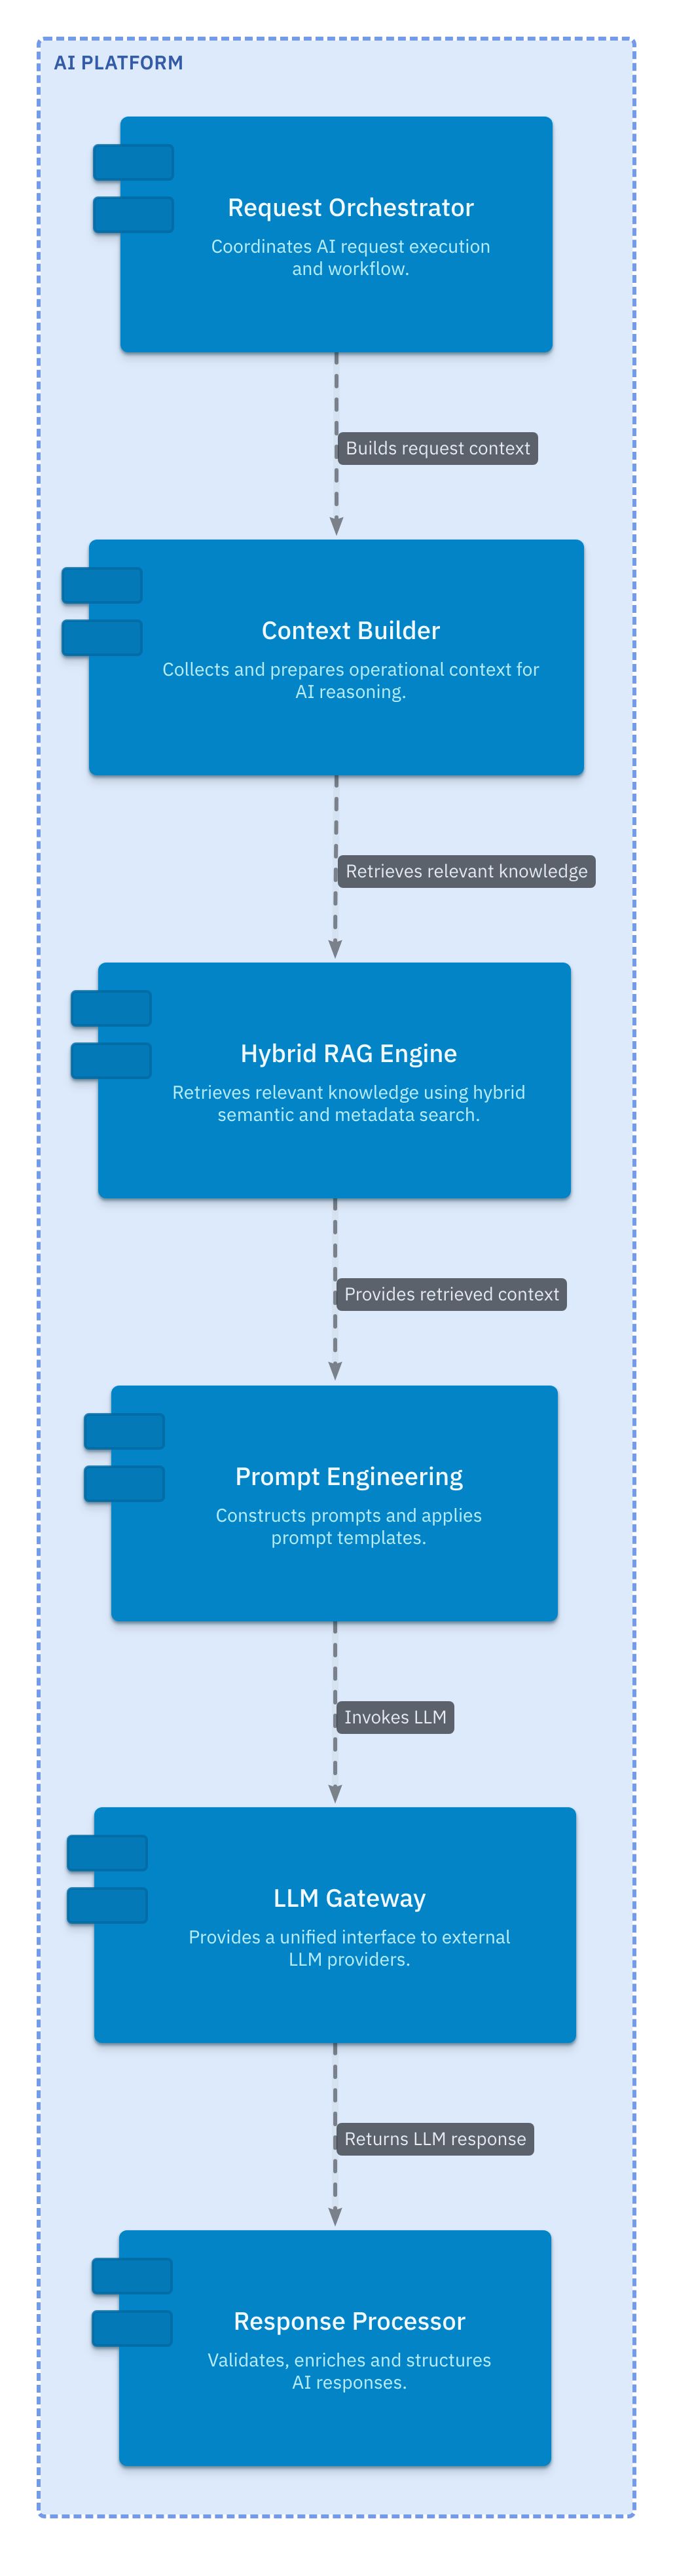 AI PLATFORM
Request Orchestrator
Coordinates AI request execution
and workflow.
Builds request context
Context Builder
Collects and prepares operational context for
AI reasoning.
Retrieves relevant knowledge
Hybrid RAG Engine
Retrieves relevant knowledge using hybrid
semantic and metadata search.
Provides retrieved context
Prompt Engineering
Constructs prompts and applies
prompt templates.
Invokes LLM
LLM Gateway
Provides a unified interface to external
LLM providers.
Returns LLM response
Response Processor
Validates, enriches and structures
AI responses.